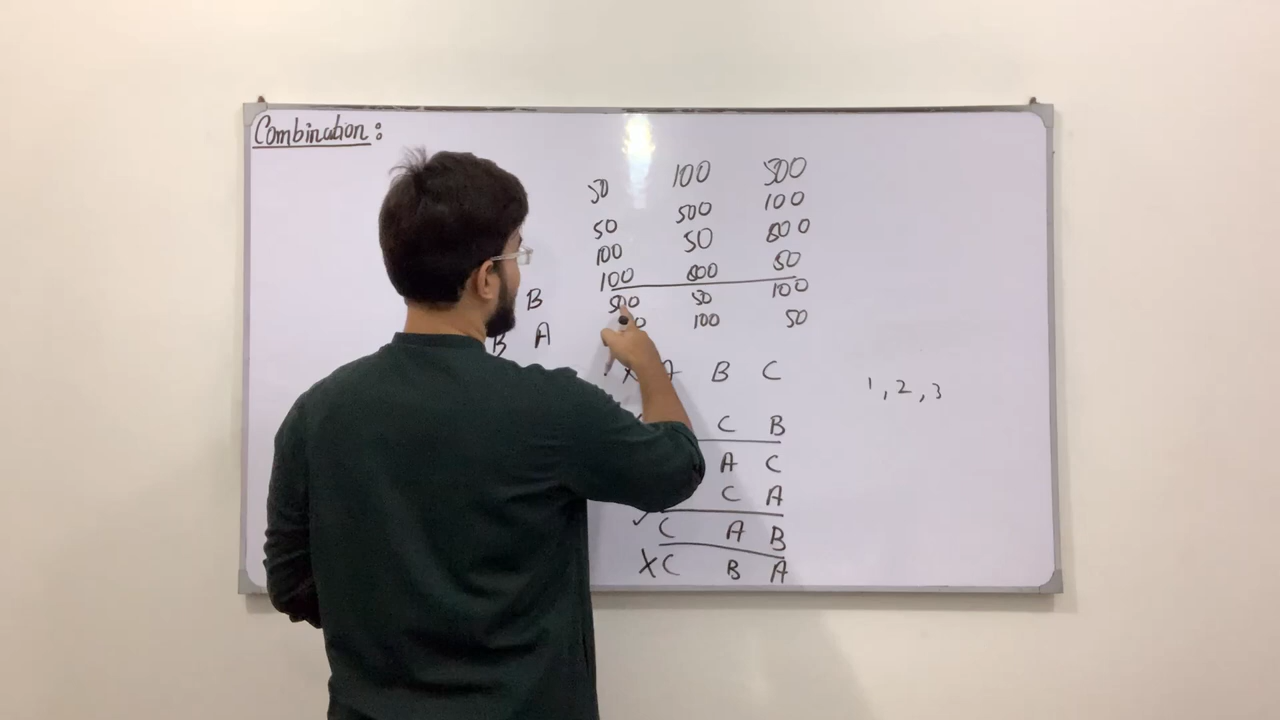 Combination:
50 100 500
50 500 100
100 50 500
100 500 50
500 50 100
100 50
B
B A
X A B C
1, 2, 3
C B
A C
C A
✓ C A B
X C B A